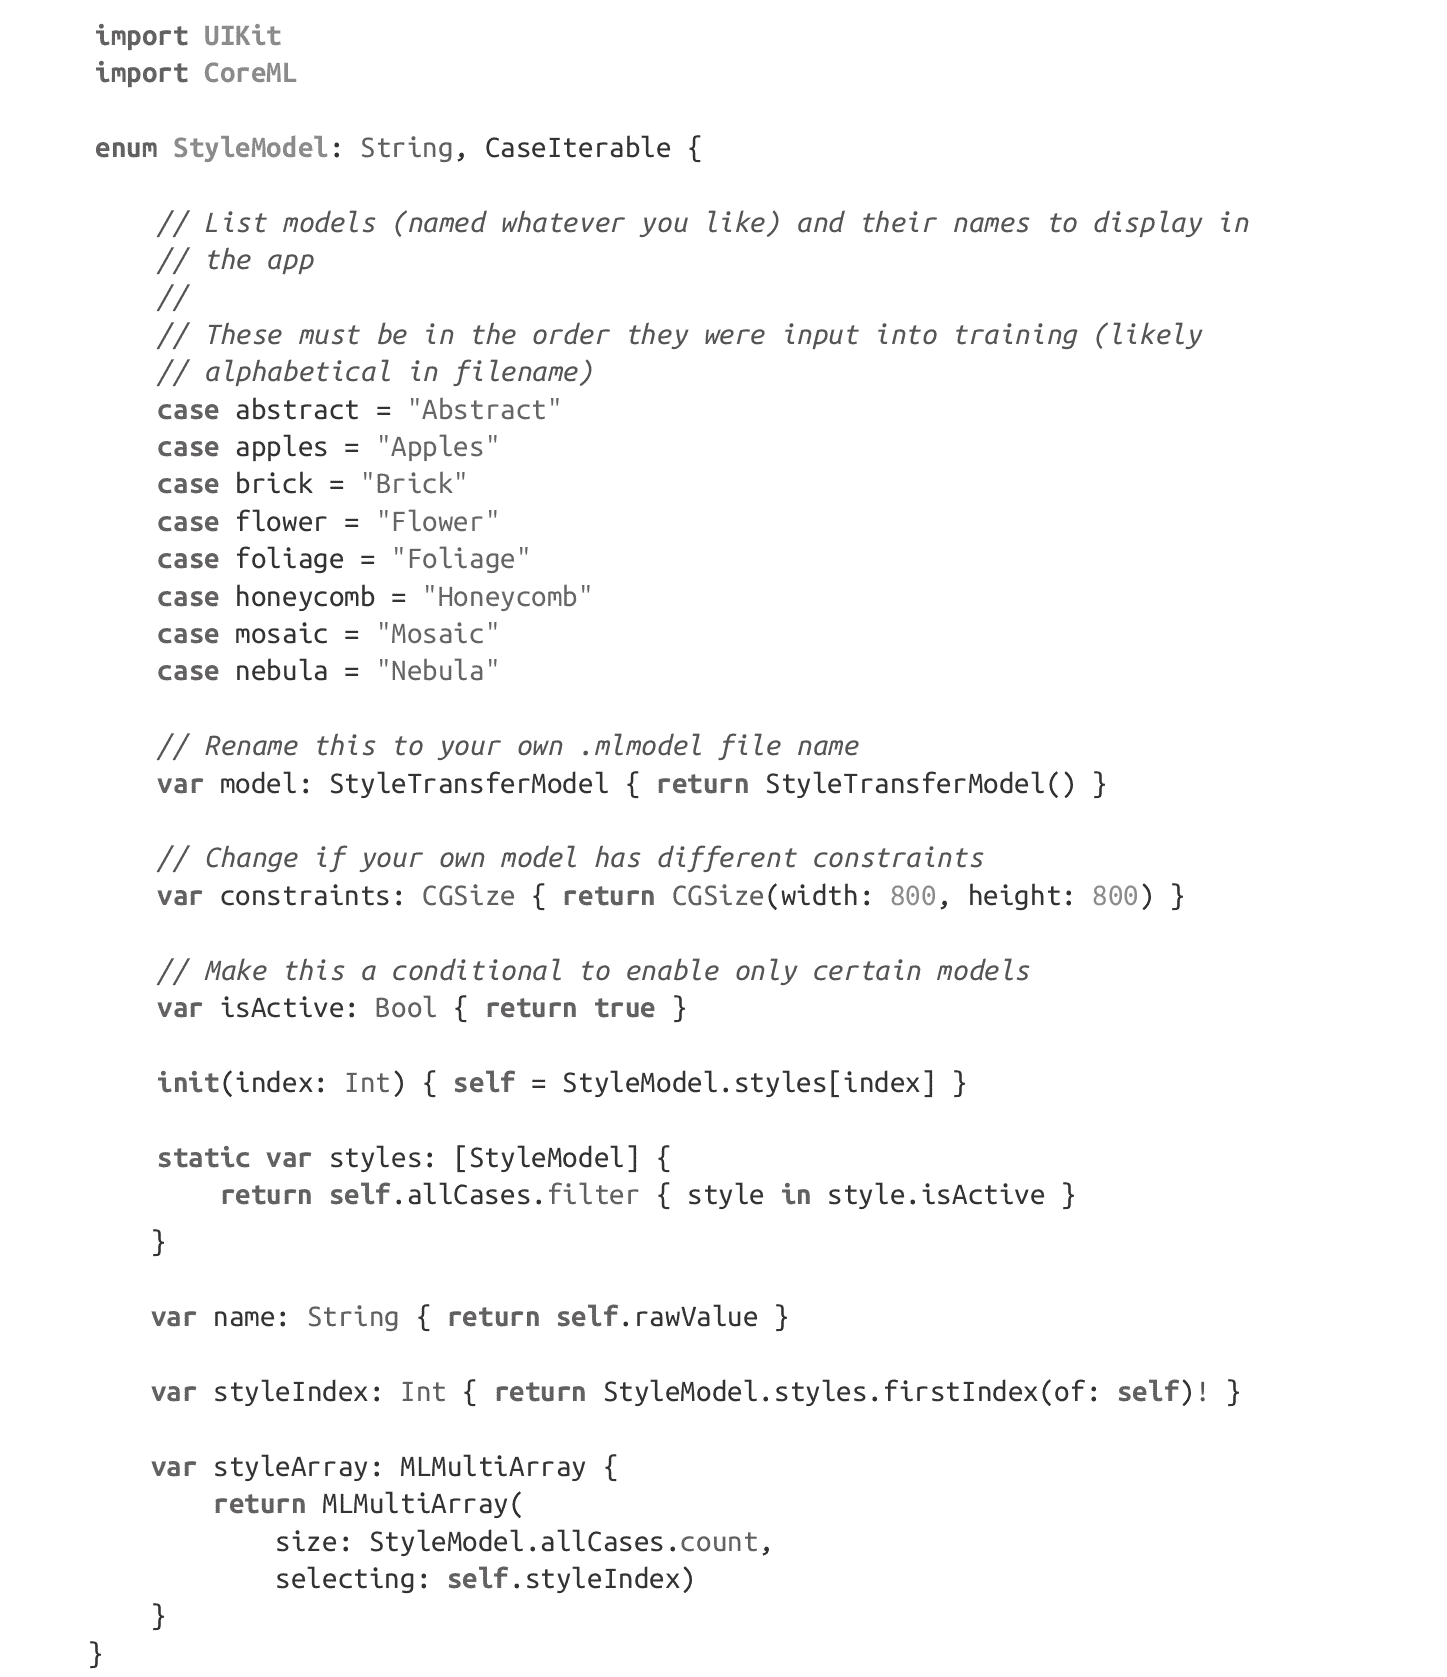 import UIKit
import CoreML
enum StyleModel: String, CaseIterable {
// List models (named whatever you like) and their names to display in
// the app
//
// These must be in the order they were input into training (likely
// alphabetical in filename)
case abstract = "Abstract"
case apples = "Apples"
case brick = "Brick"
case flower = "Flower"
case foliage = "Foliage"
case honeycomb = "Honeycomb"
case mosaic = "Mosaic"
case nebula = "Nebula"
// Rename this to your own .mlmodel file name
var model: StyleTransferModel { return StyleTransferModel() }
// Change if your own model has different constraints
var constraints: CGSize { return CGSize(width: 800, height: 800) }
// Make this a conditional to enable only certain models
var isActive: Bool { return true }
init(index: Int) { self = StyleModel.styles[index] }
static var styles: [StyleModel] {
return self.allCases.filter { style in style.isActive }
}
var name: String { return self.rawValue }
var styleIndex: Int { return StyleModel.styles.firstIndex(of: self)! }
var styleArray: MLMultiArray {
return MLMultiArray(
size: StyleModel.allCases.count,
selecting: self.styleIndex)
}
}